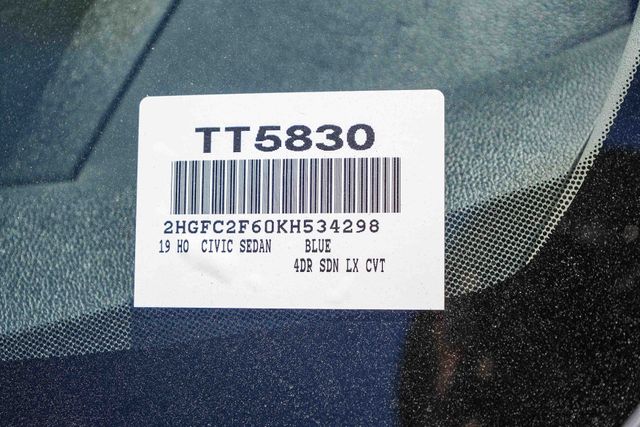 TT5830
2HGFC2F60KH534298
19 HO CIVIC SEDAN BLUE
4DR SDN LX CVT